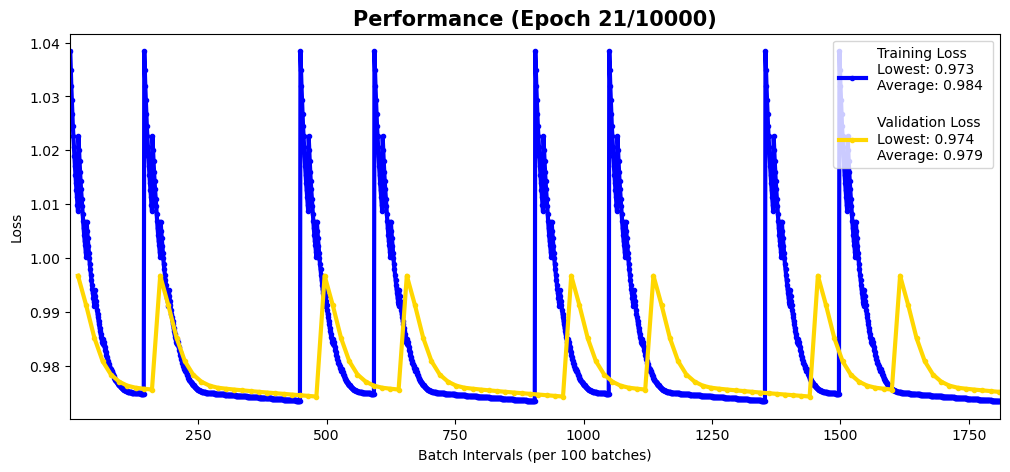 Performance (Epoch 21/10000)
1.04
1.03
1.02
1.01
1.00
0.99
0.98
Loss
Training Loss
Lowest: 0.973
Average: 0.984
Validation Loss
Lowest: 0.974
Average: 0.979
250
500
750
1000
1250
1500
1750
Batch Intervals (per 100 batches)